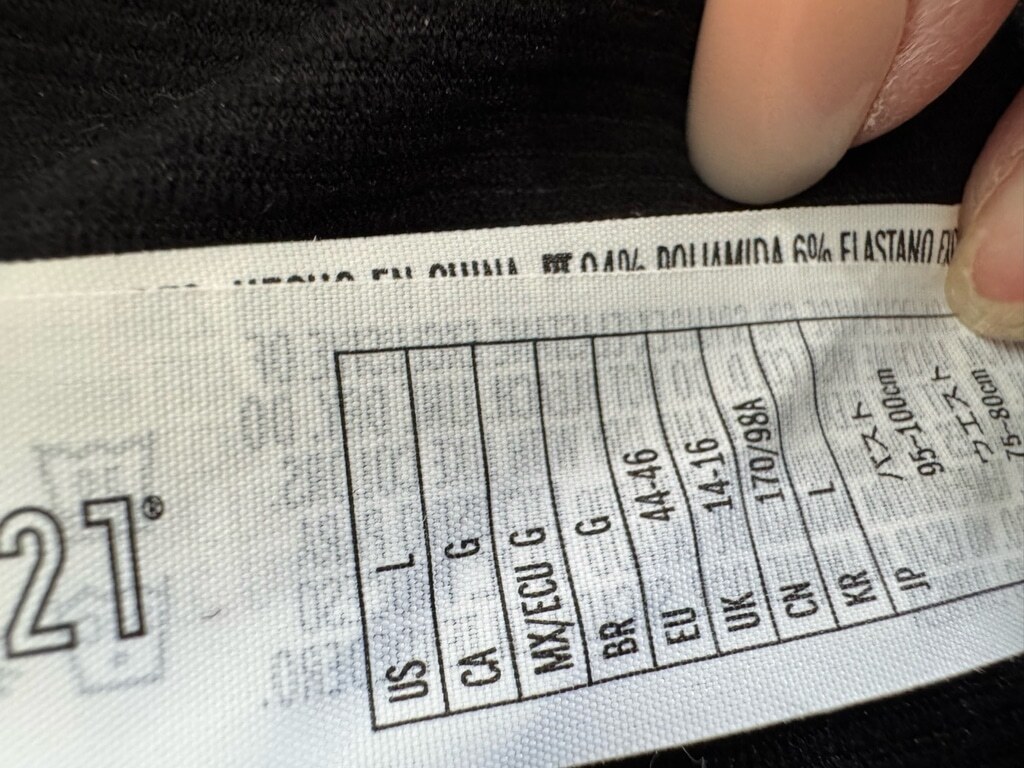 HECHO EN CHINA 94% POLIAMIDA 6% ELASTANO
21®
US L
CA G
MX/ECU G
BR G
EU 44-46
UK 14-16
CN 170/98A
KR L
JP バスト
95-100cm
ウエスト
75-80cm